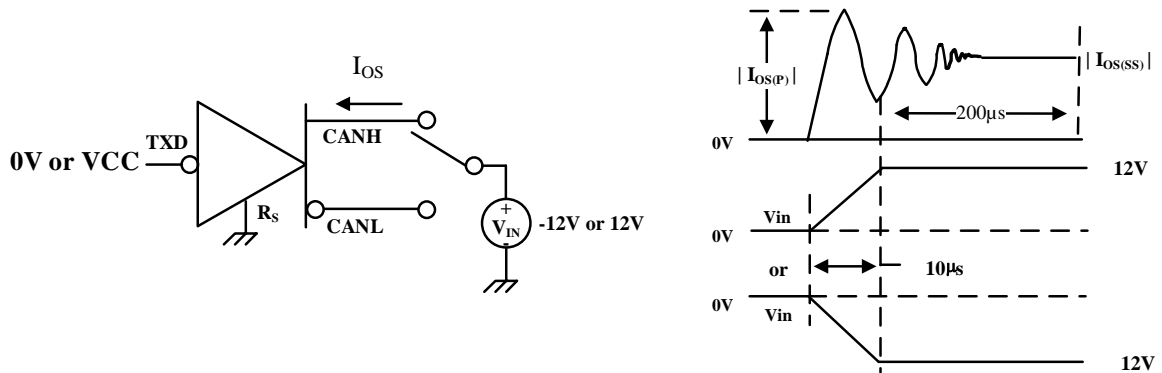 I_OS
TXD
0V or VCC
CANH
R_S
CANL
+
V_IN
-
-12V or 12V
| I_OS(P) |
| I_OS(SS) |
200μs
0V
12V
Vin
0V
or
10μs
0V
Vin
12V